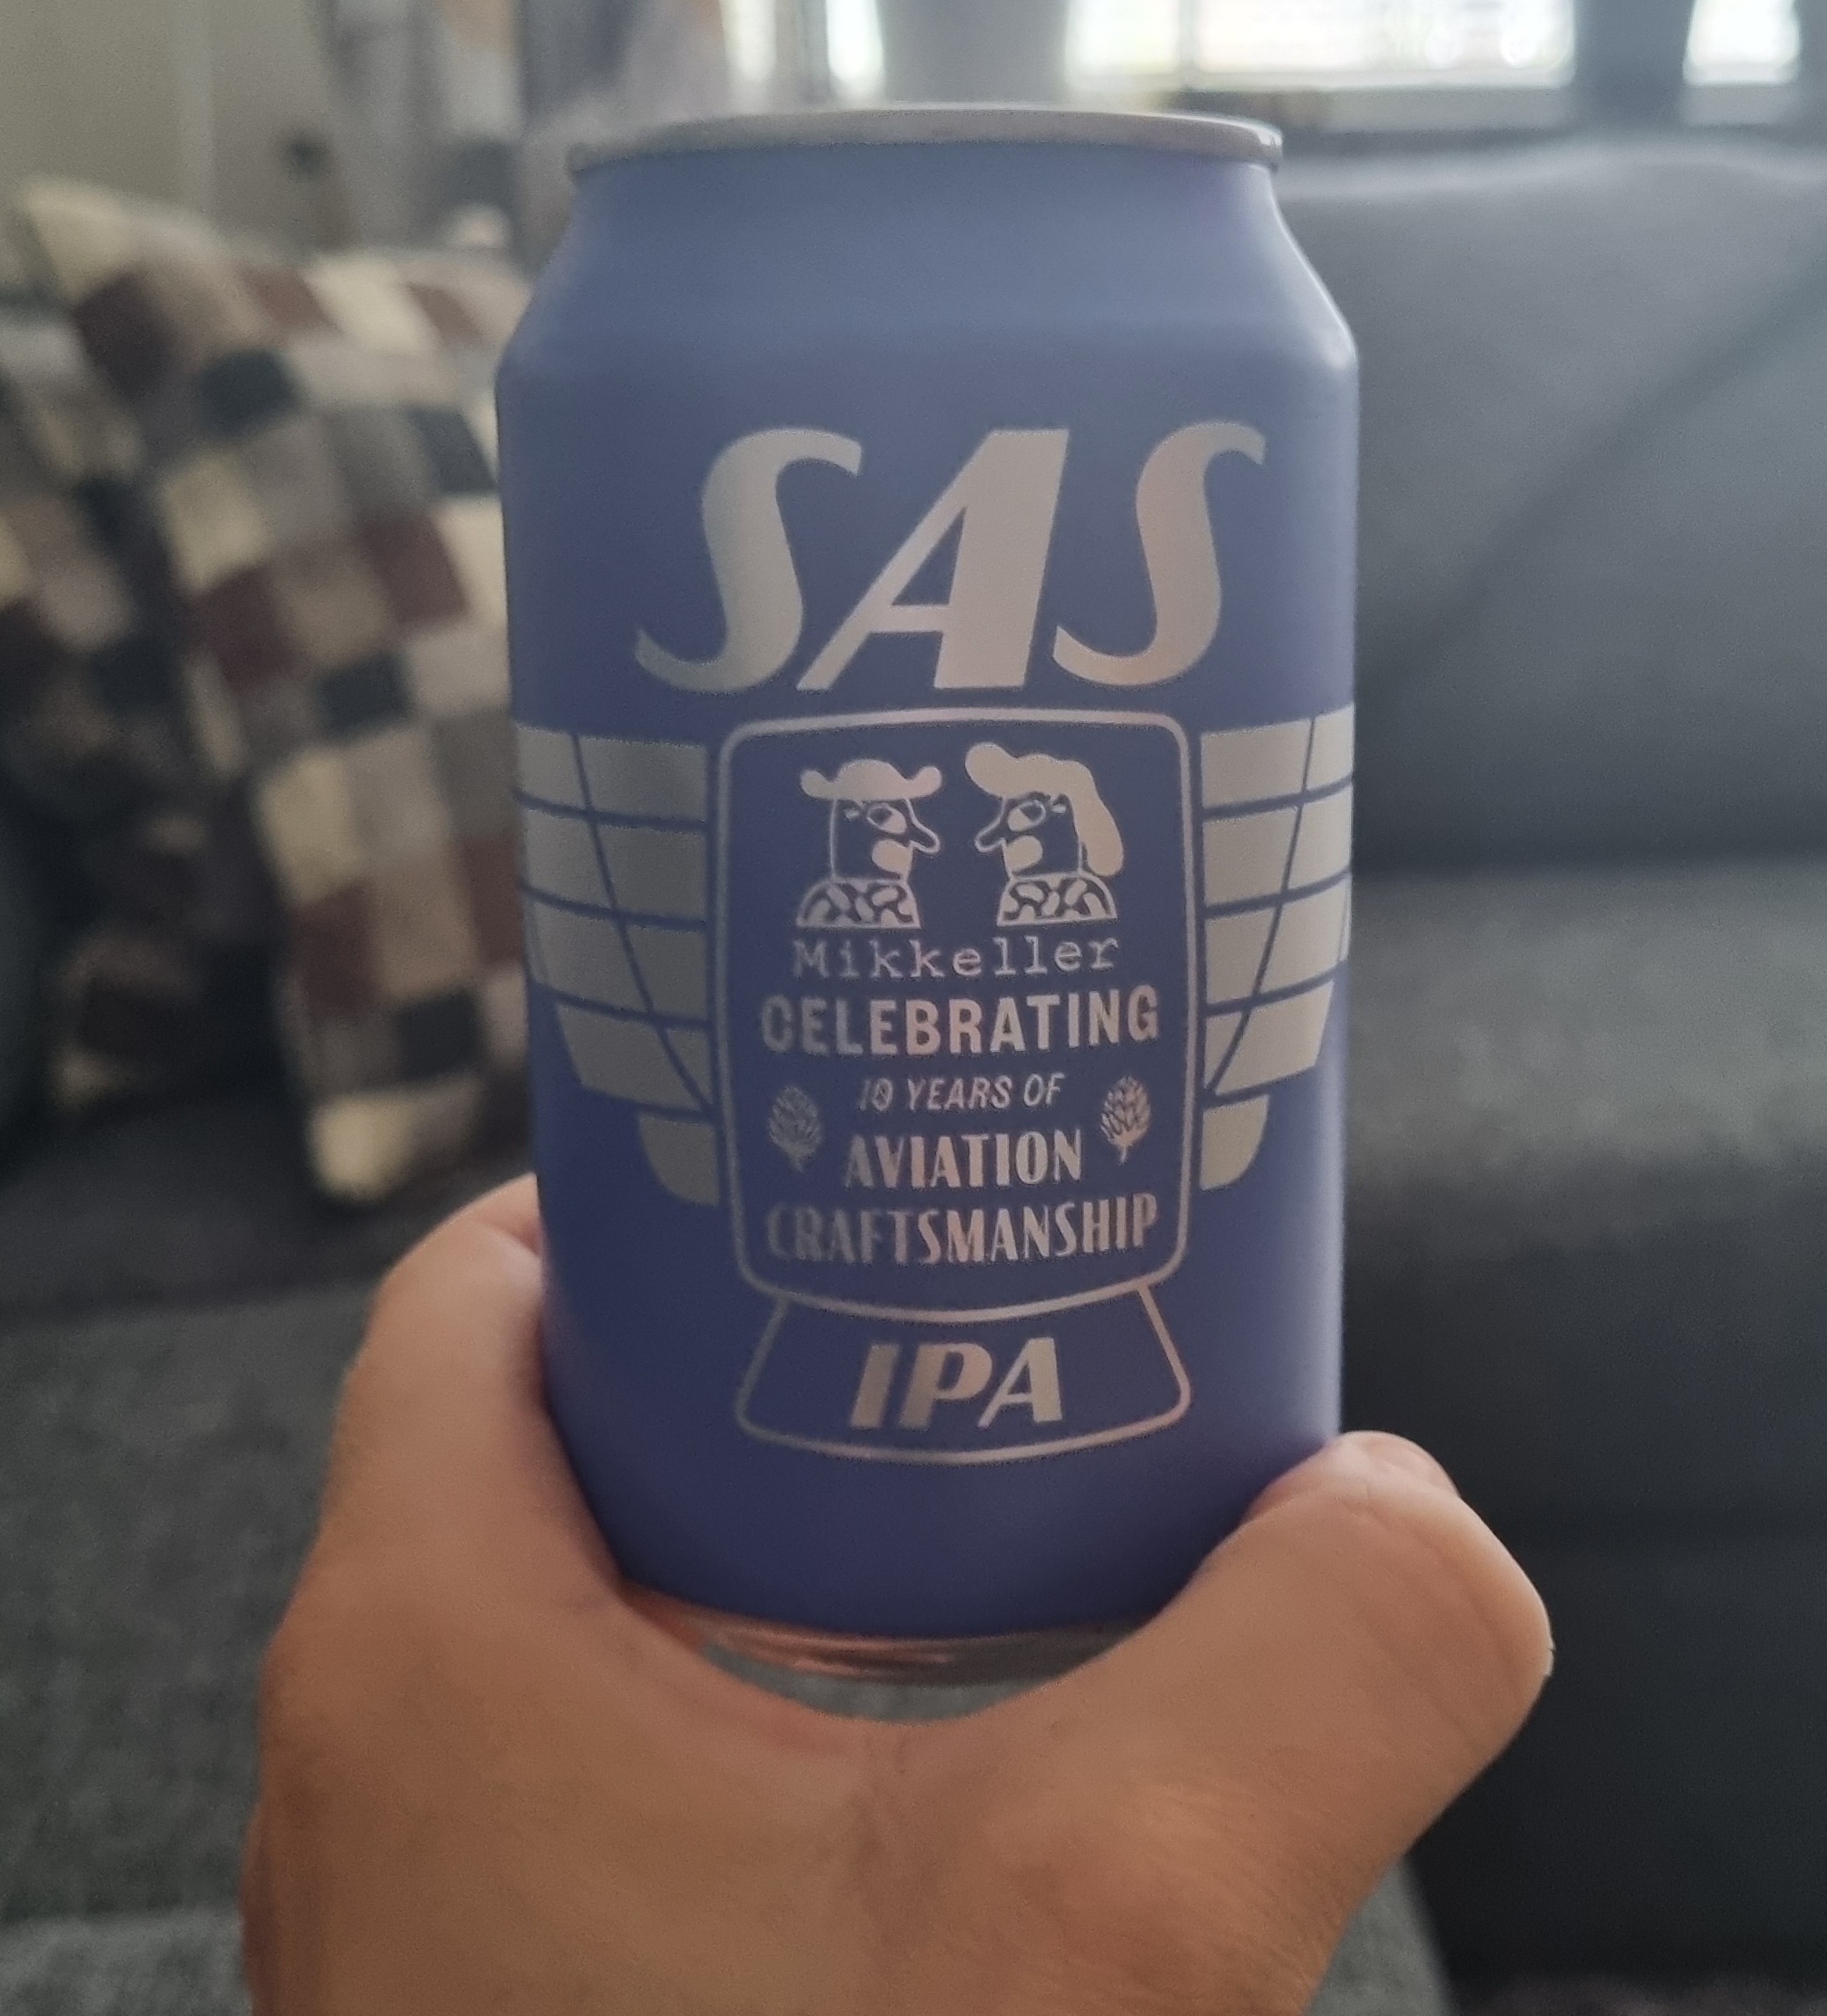 SAS
Mikkeller
CELEBRATING
10 YEARS OF
AVIATION
CRAFTSMANSHIP
IPA